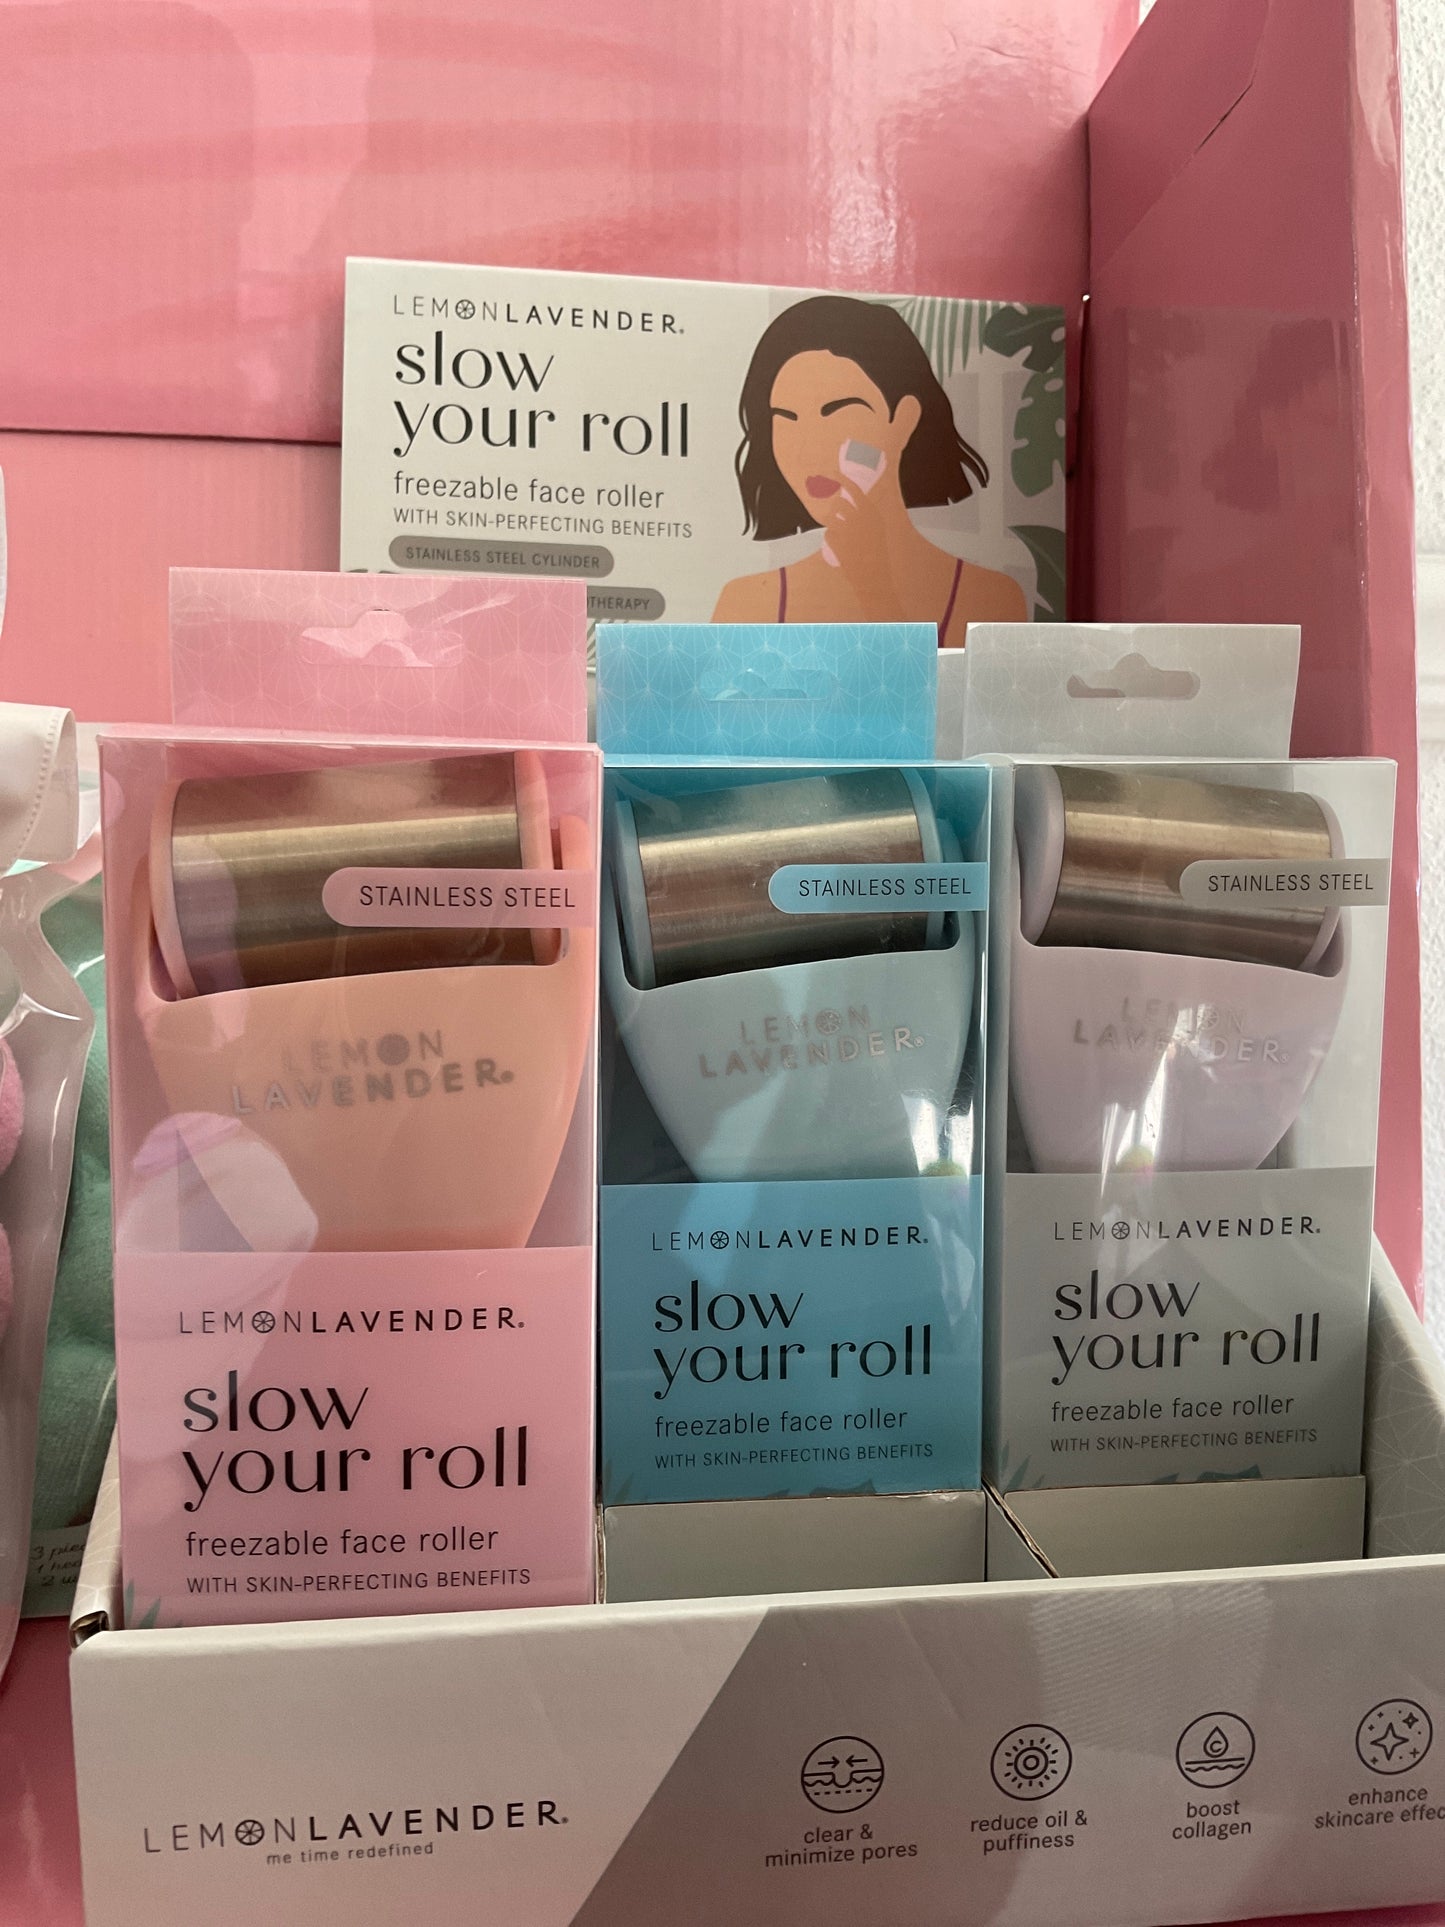 LEMONLAVENDER®
slow
your roll
freezable face roller
WITH SKIN-PERFECTING BENEFITS
STAINLESS STEEL CYLINDER
STAINLESS STEEL
LEMON
LAVENDER®
LEMONLAVENDER®
slow
your roll
freezable face roller
WITH SKIN-PERFECTING BENEFITS
STAINLESS STEEL
LEMON
LAVENDER®
LEMONLAVENDER®
slow
your roll
freezable face roller
WITH SKIN-PERFECTING BENEFITS
STAINLESS STEEL
LEMON
LAVENDER®
LEMONLAVENDER®
slow
your roll
freezable face roller
WITH SKIN-PERFECTING BENEFITS
LEMONLAVENDER®
me time redefined
clear &
minimize pores
reduce oil &
puffiness
boost
collagen
enhance
skincare